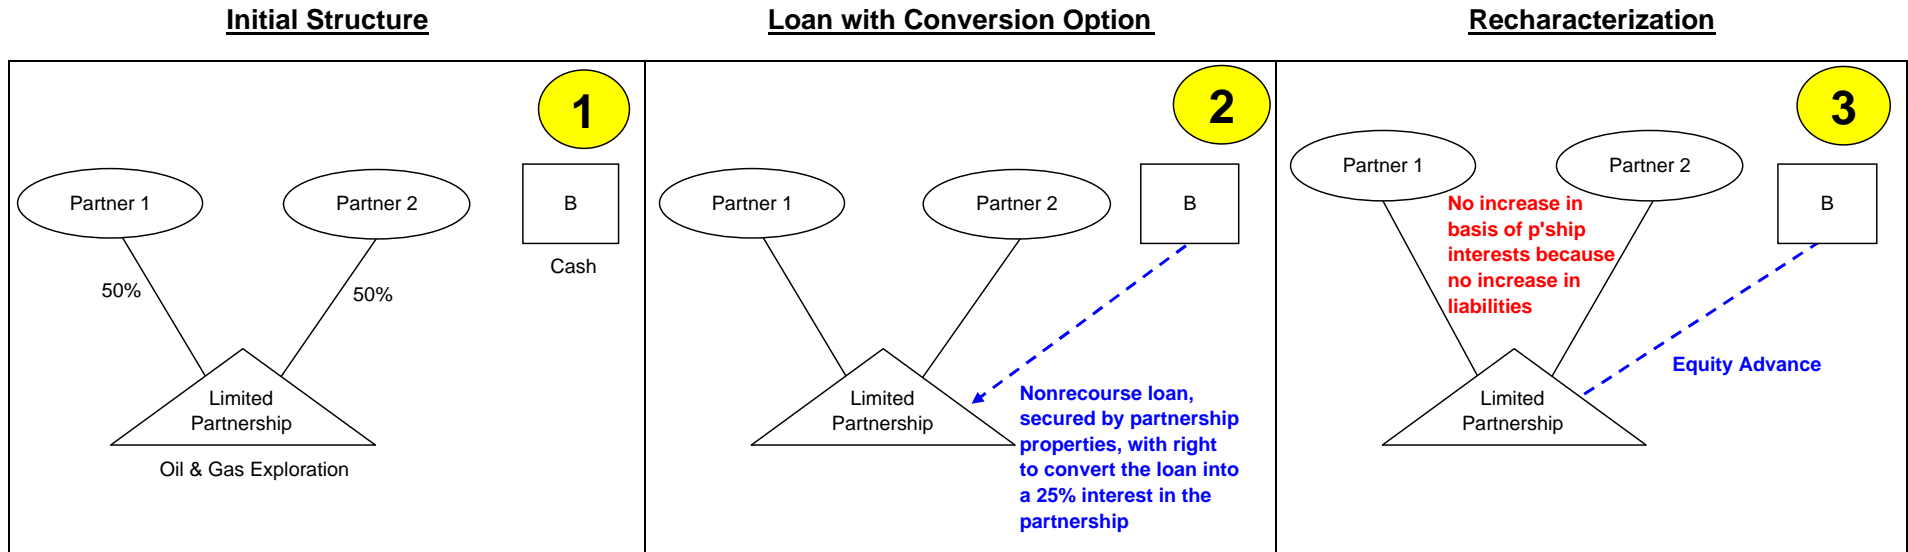 Initial Structure
Loan with Conversion Option
Recharacterization
1
Partner 1
Partner 2
B
Cash
50%
50%
Limited
Partnership
Oil & Gas Exploration
2
Partner 1
Partner 2
B
Limited
Partnership
Nonrecourse loan,
secured by partnership
properties, with right
to convert the loan into
a 25% interest in the
partnership
3
Partner 1
Partner 2
B
No increase in
basis of p'ship
interests because
no increase in
liabilities
Equity Advance
Limited
Partnership